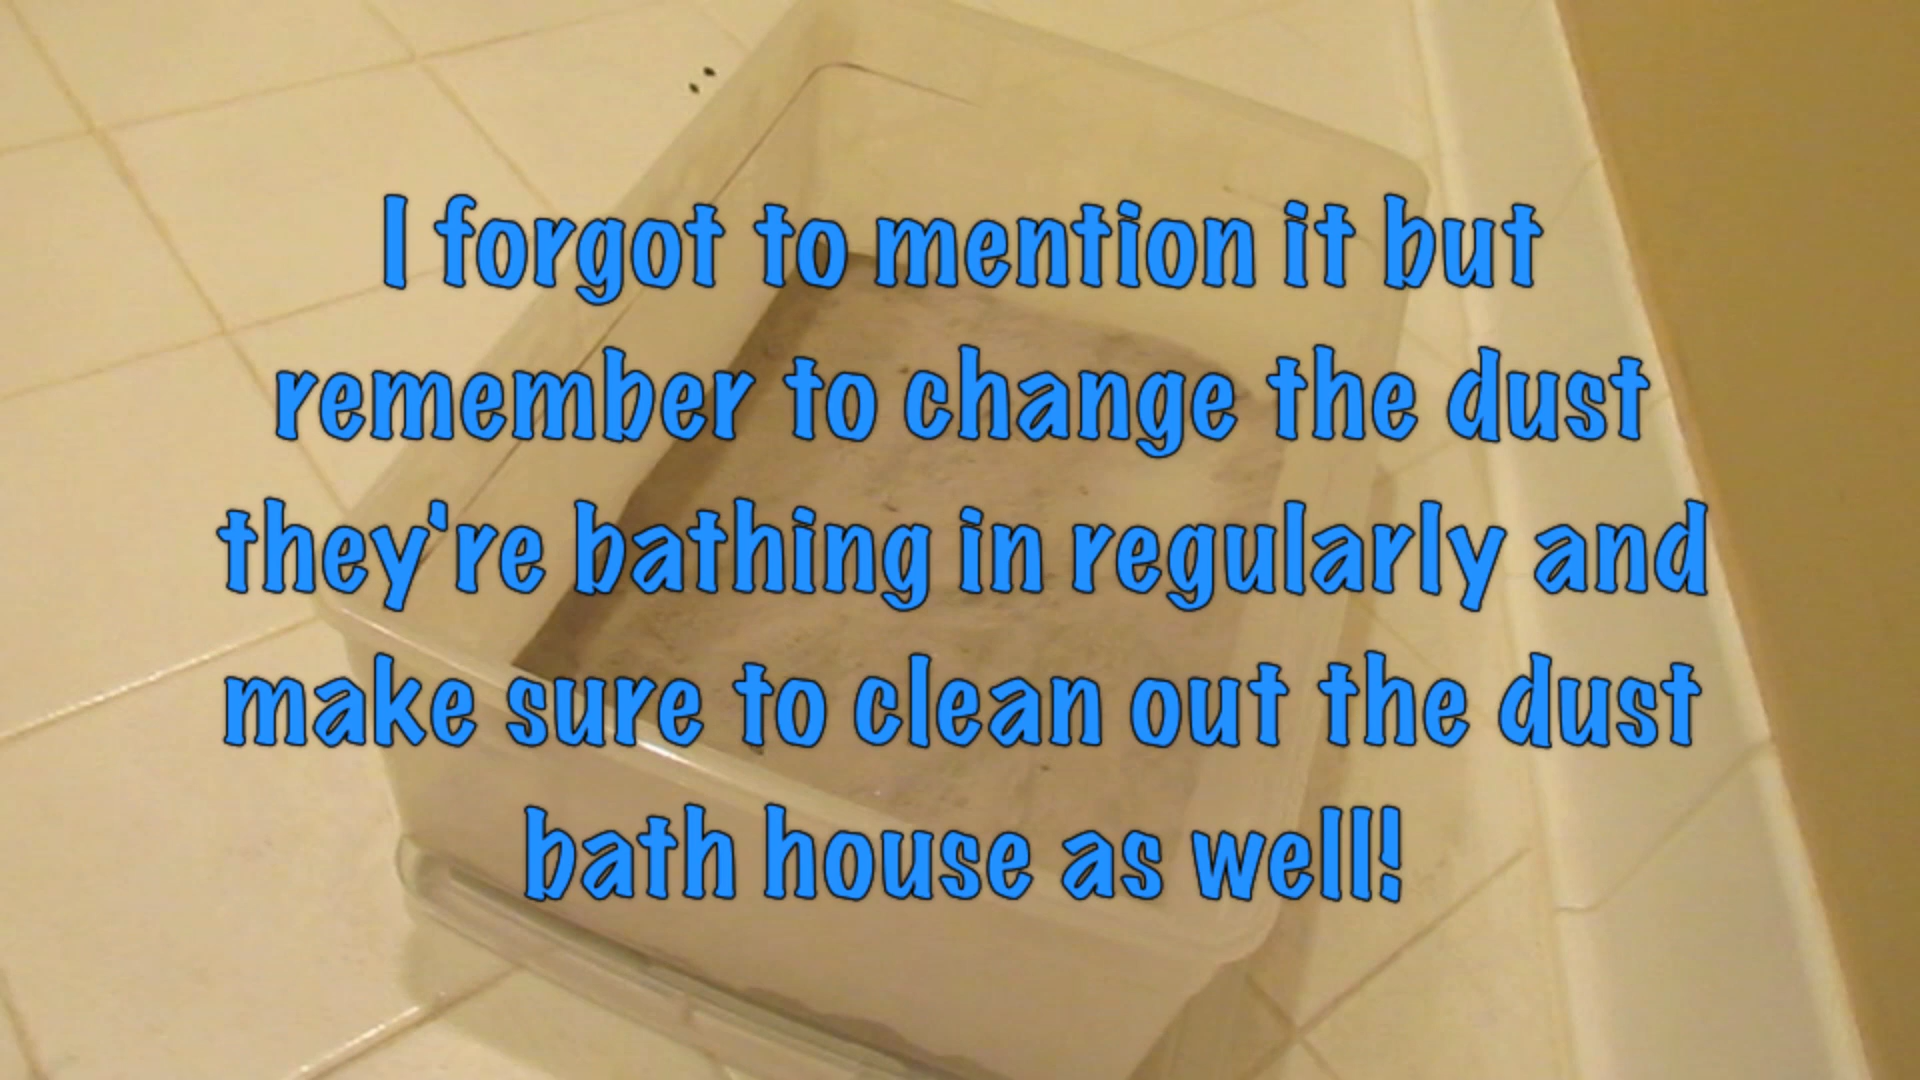 I forgot to mention it but
remember to change the dust
they're bathing in regularly and
make sure to clean out the dust
bath house as well!